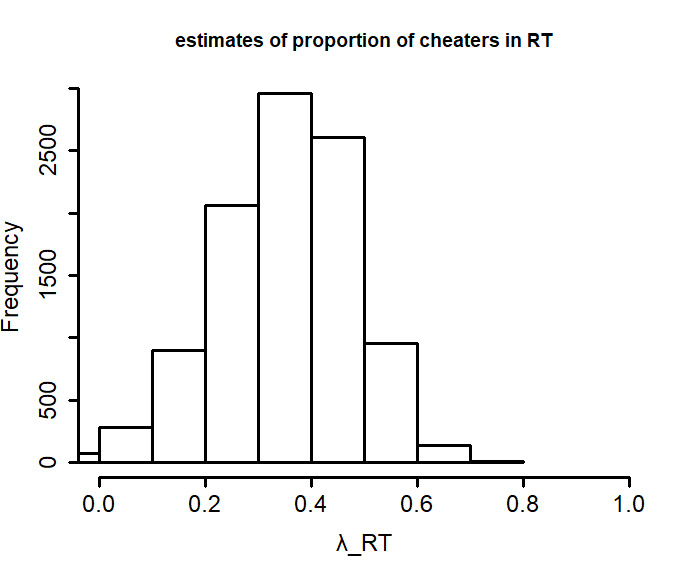 estimates of proportion of cheaters in RT
Frequency
2500
1500
500
0
0.0 0.2 0.4 0.6 0.8 1.0
λ_RT